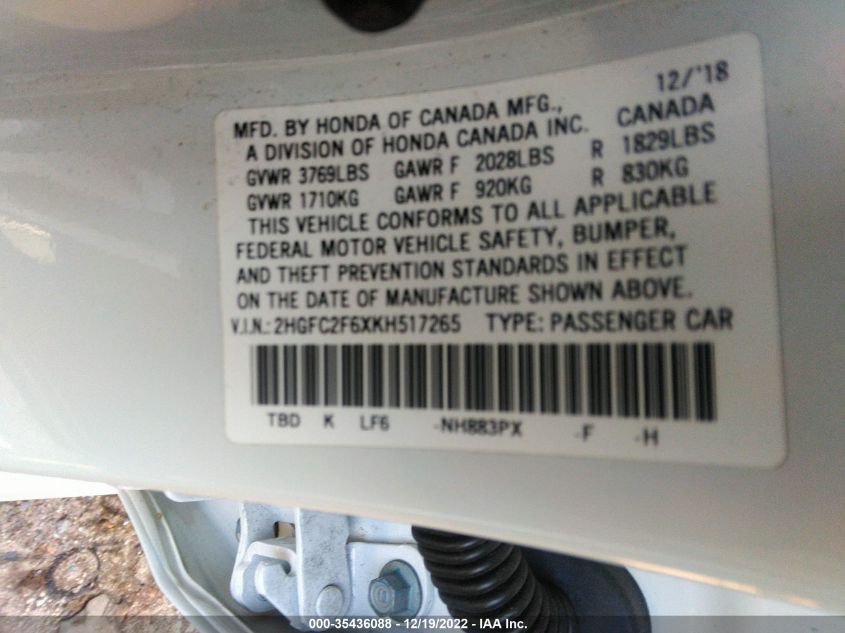 12/'18
MFD. BY HONDA OF CANADA MFG., CANADA
A DIVISION OF HONDA CANADA INC.
GVWR 3769LBS GAWR F 2028LBS R 1829LBS
GVWR 1710KG GAWR F 920KG R 830KG
THIS VEHICLE CONFORMS TO ALL APPLICABLE
FEDERAL MOTOR VEHICLE SAFETY, BUMPER,
AND THEFT PREVENTION STANDARDS IN EFFECT
ON THE DATE OF MANUFACTURE SHOWN ABOVE.
V.I.N.: 2HGFC2F6XKH517265 TYPE: PASSENGER CAR
TBD K LF6 -NH883PX -F -H
000-35436088 - 12/19/2022 - IAA Inc.